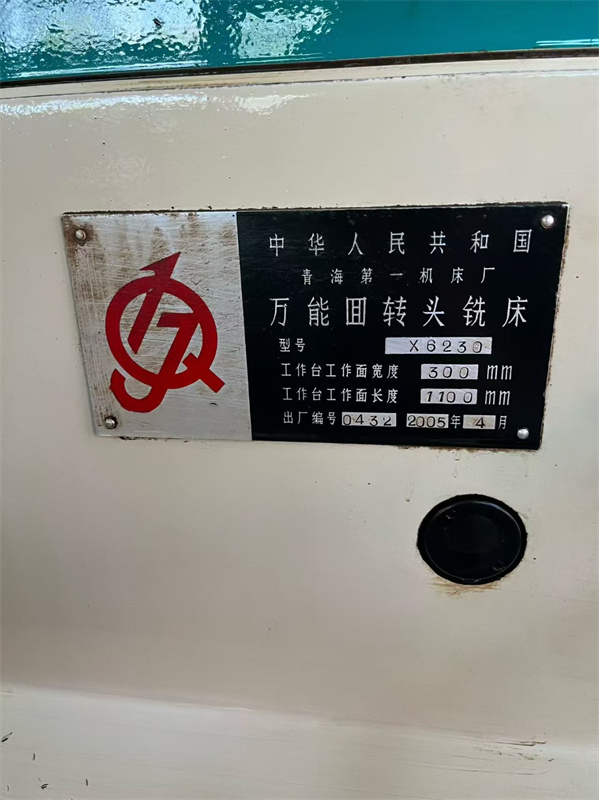 中华人民共和国
青海第一机床厂
万能回转头铣床
型号 X6230
工作台工作面宽度 300 mm
工作台工作面长度 1100 mm
出厂编号 0432 2005年 4月